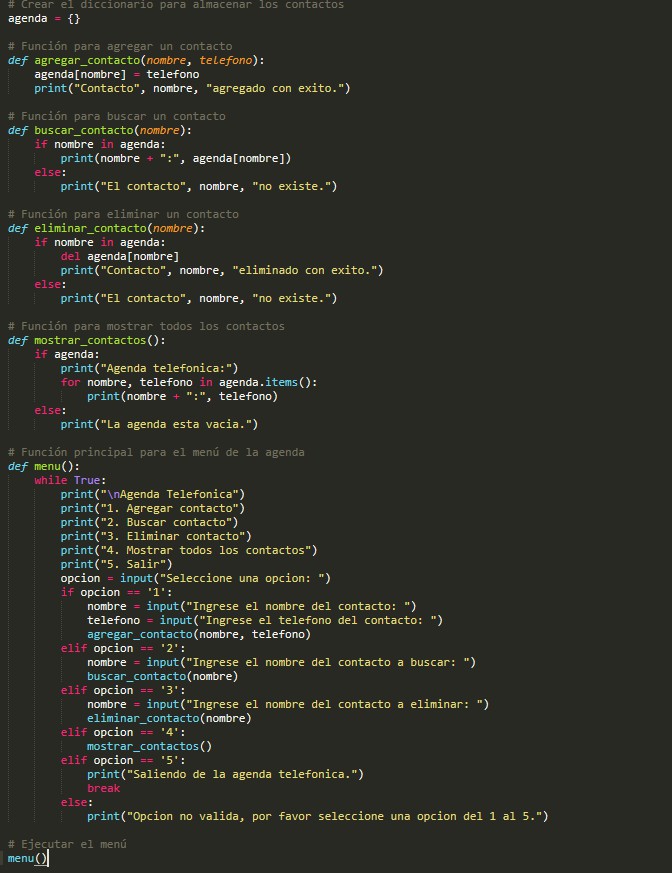 # Crear el diccionario para almacenar los contactos
agenda = {}
# Función para agregar un contacto
def agregar_contacto(nombre, telefono):
    agenda[nombre] = telefono
    print("Contacto", nombre, "agregado con exito.")
# Función para buscar un contacto
def buscar_contacto(nombre):
    if nombre in agenda:
        print(nombre + ":", agenda[nombre])
    else:
        print("El contacto", nombre, "no existe.")
# Función para eliminar un contacto
def eliminar_contacto(nombre):
    if nombre in agenda:
        del agenda[nombre]
        print("Contacto", nombre, "eliminado con exito.")
    else:
        print("El contacto", nombre, "no existe.")
# Función para mostrar todos los contactos
def mostrar_contactos():
    if agenda:
        print("Agenda telefonica:")
        for nombre, telefono in agenda.items():
            print(nombre + ":", telefono)
    else:
        print("La agenda esta vacia.")
# Función principal para el menú de la agenda
def menu():
    while True:
        print("\nAgenda Telefonica")
        print("1. Agregar contacto")
        print("2. Buscar contacto")
        print("3. Eliminar contacto")
        print("4. Mostrar todos los contactos")
        print("5. Salir")
        opcion = input("Seleccione una opcion: ")
        if opcion == '1':
            nombre = input("Ingrese el nombre del contacto: ")
            telefono = input("Ingrese el telefono del contacto: ")
            agregar_contacto(nombre, telefono)
        elif opcion == '2':
            nombre = input("Ingrese el nombre del contacto a buscar: ")
            buscar_contacto(nombre)
        elif opcion == '3':
            nombre = input("Ingrese el nombre del contacto a eliminar: ")
            eliminar_contacto(nombre)
        elif opcion == '4':
            mostrar_contactos()
        elif opcion == '5':
            print("Saliendo de la agenda telefonica.")
            break
        else:
            print("Opcion no valida, por favor seleccione una opcion del 1 al 5.")
# Ejecutar el menú
menu()